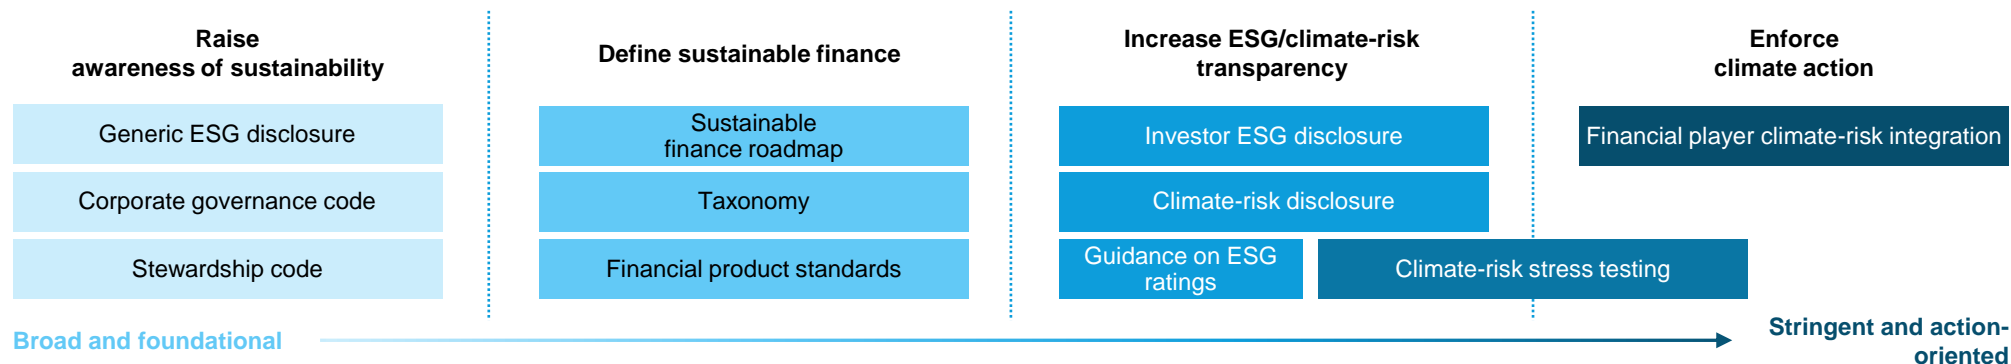 Raise
awareness of sustainability
Generic ESG disclosure
Corporate governance code
Stewardship code
Define sustainable finance
Sustainable
finance roadmap
Taxonomy
Financial product standards
Increase ESG/climate-risk
transparency
Investor ESG disclosure
Climate-risk disclosure
Guidance on ESG
ratings
Climate-risk stress testing
Enforce
climate action
Financial player climate-risk integration
Broad and foundational
Stringent and action-
oriented